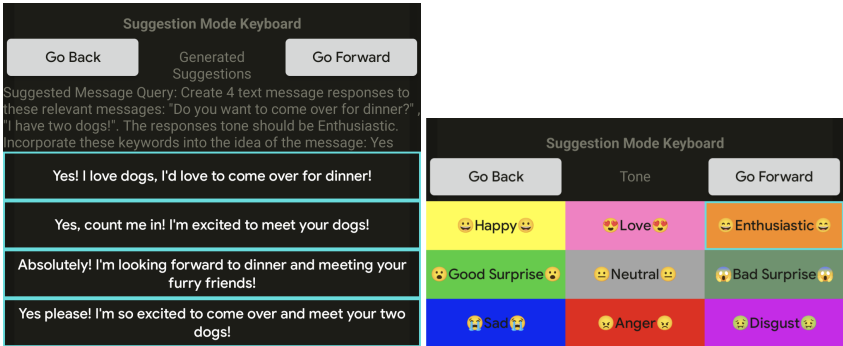 Suggestion Mode Keyboard
Go Back
Generated
Suggestions
Go Forward
Suggested Message Query: Create 4 text message responses to
these relevant messages: "Do you want to come over for dinner?" ,
"I have two dogs!". The responses tone should be Enthusiastic.
Incorporate these keywords into the idea of the message: Yes
Yes! I love dogs, I'd love to come over for dinner!
Yes, count me in! I'm excited to meet your dogs!
Absolutely! I'm looking forward to dinner and meeting your
furry friends!
Yes please! I'm so excited to come over and meet your two
dogs!
Suggestion Mode Keyboard
Go Back
Tone
Go Forward
😀Happy😀
😍Love😍
😄Enthusiastic😄
😮Good Surprise😮
😐Neutral😐
😱Bad Surprise😱
😭Sad😭
😠Anger😠
🤢Disgust🤢